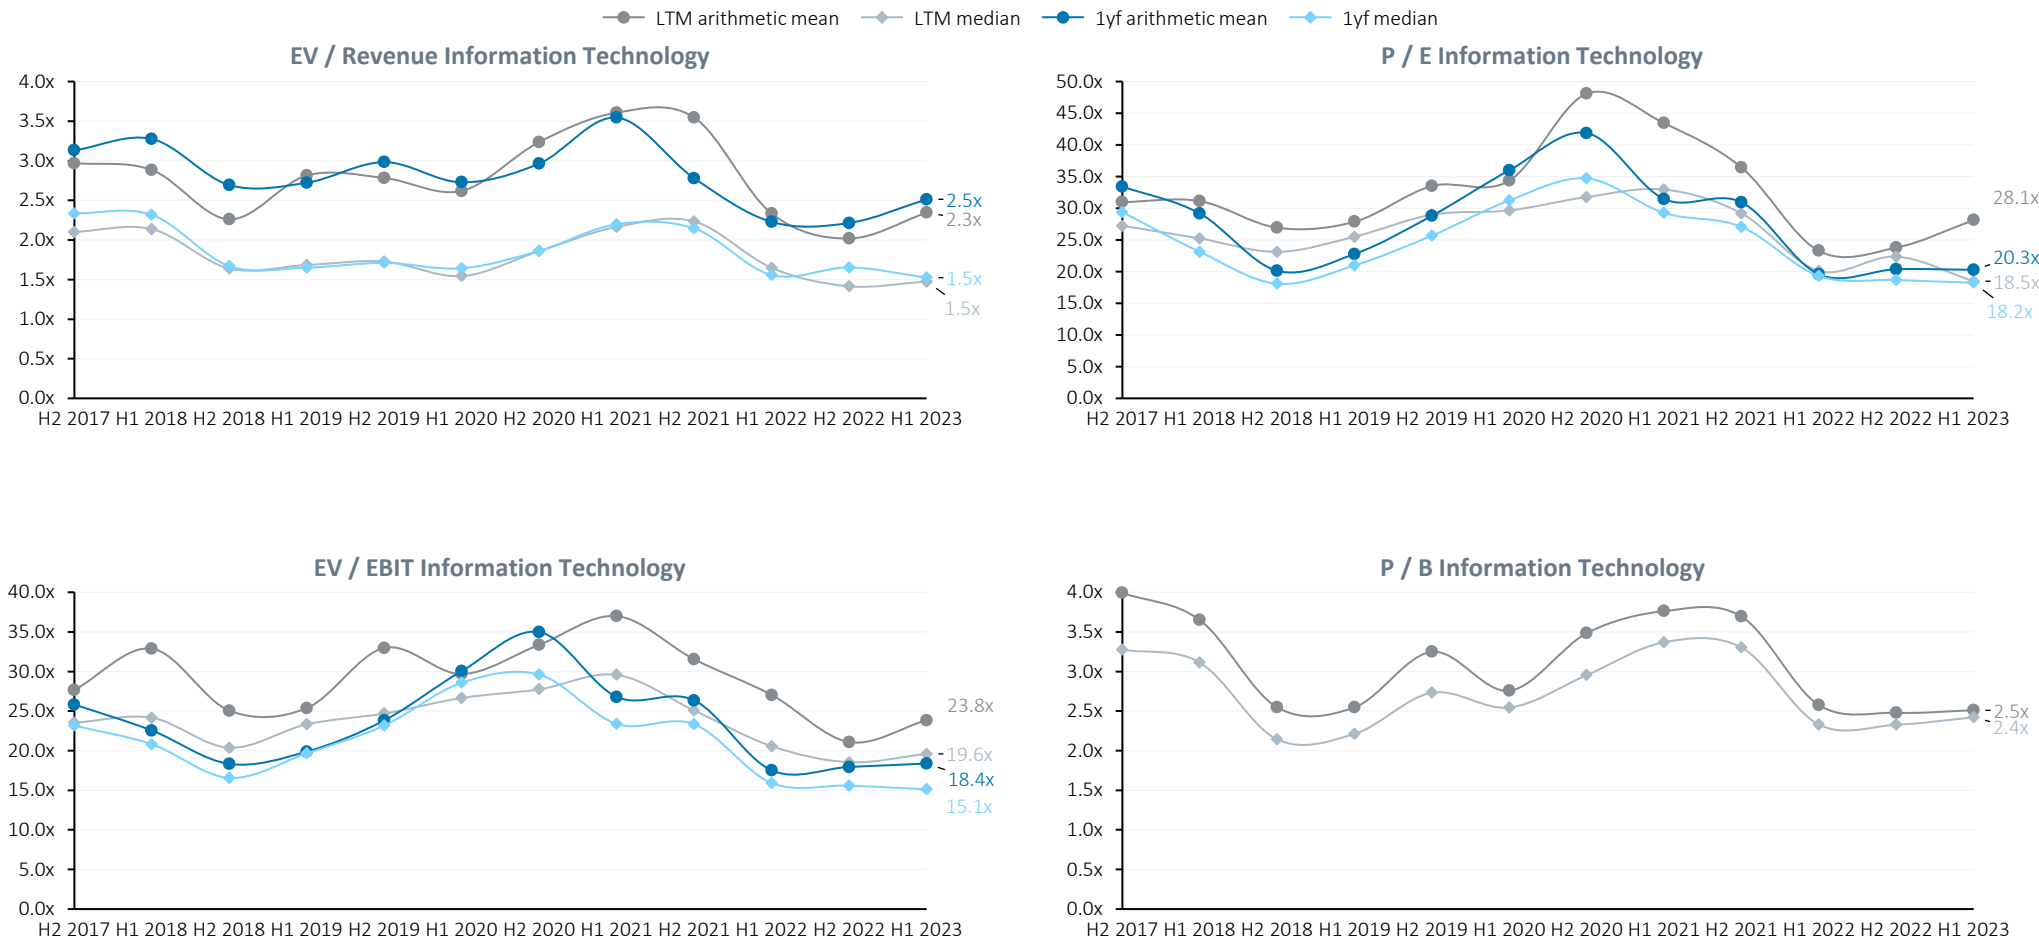 LTM arithmetic mean LTM median 1yf arithmetic mean 1yf median
EV / Revenue Information Technology
4.0x
3.5x
3.0x
2.5x
2.0x
1.5x
1.0x
0.5x
0.0x
2.5x
2.3x
1.5x
1.5x
H2 2017 H1 2018 H2 2018 H1 2019 H2 2019 H1 2020 H2 2020 H1 2021 H2 2021 H1 2022 H2 2022 H1 2023
P / E Information Technology
50.0x
45.0x
40.0x
35.0x
30.0x
25.0x
20.0x
15.0x
10.0x
5.0x
0.0x
28.1x
20.3x
18.5x
18.2x
H2 2017 H1 2018 H2 2018 H1 2019 H2 2019 H1 2020 H2 2020 H1 2021 H2 2021 H1 2022 H2 2022 H1 2023
EV / EBIT Information Technology
40.0x
35.0x
30.0x
25.0x
20.0x
15.0x
10.0x
5.0x
0.0x
23.8x
19.6x
18.4x
15.1x
H2 2017 H1 2018 H2 2018 H1 2019 H2 2019 H1 2020 H2 2020 H1 2021 H2 2021 H1 2022 H2 2022 H1 2023
P / B Information Technology
4.0x
3.5x
3.0x
2.5x
2.0x
1.5x
1.0x
0.5x
0.0x
2.5x
2.4x
H2 2017 H1 2018 H2 2018 H1 2019 H2 2019 H1 2020 H2 2020 H1 2021 H2 2021 H1 2022 H2 2022 H1 2023